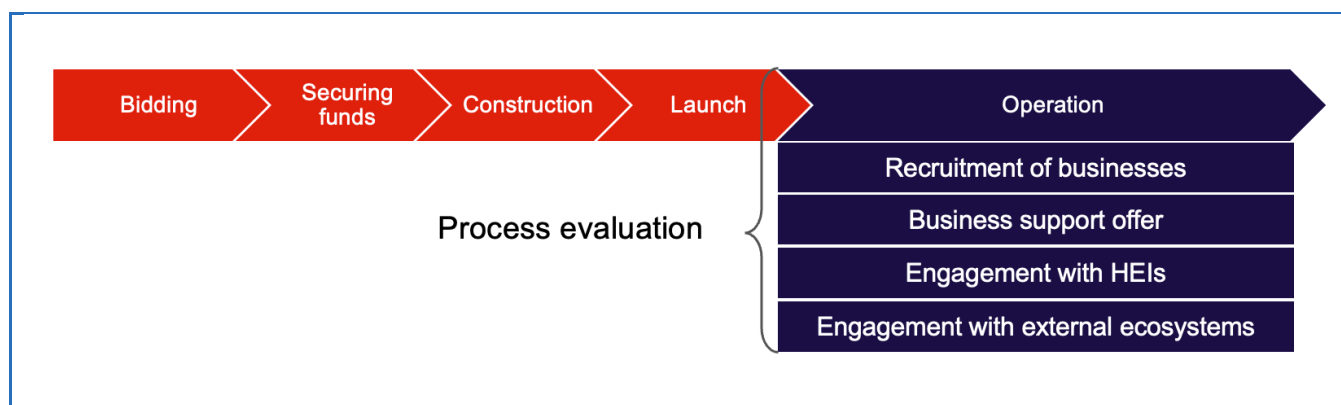 Bidding
Securing
funds
Construction
Launch
Operation
Recruitment of businesses
Business support offer
Process evaluation
Engagement with HEIs
Engagement with external ecosystems